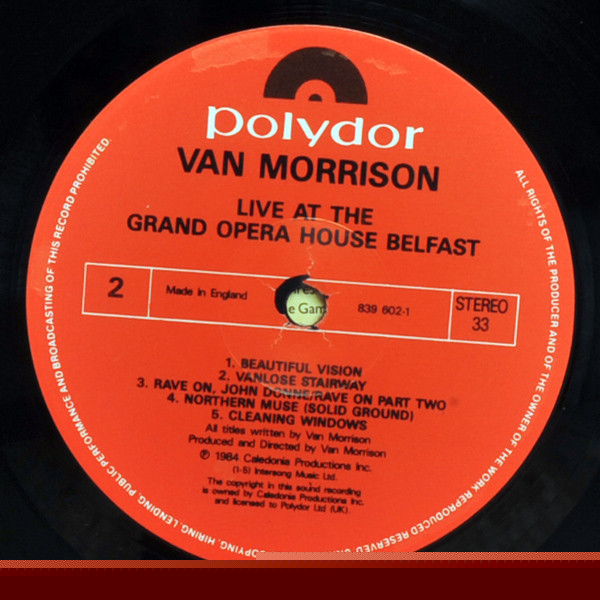 polydor
VAN MORRISON
LIVE AT THE
GRAND OPERA HOUSE BELFAST
2
Made in England
839 602-1
STEREO
33
e Gam
1. BEAUTIFUL VISION
2. VANLOSE STAIRWAY
3. RAVE ON, JOHN DONNE/RAVE ON PART TWO
4. NORTHERN MUSE (SOLID GROUND)
5. CLEANING WINDOWS
All titles written by Van Morrison
Produced and Directed by Van Morrison
℗ 1984 Caledonia Productions Inc.
(1-5) Intersong Music Ltd.
The copyright in this sound recording
is owned by Caledonia Productions Inc.
and licensed to Polydor Ltd (UK).
ALL RIGHTS OF THE PRODUCER AND OF THE OWNER OF THE WORK REPRODUCED RESERVED.
COPYING, HIRING, LENDING, PUBLIC PERFORMANCE AND BROADCASTING OF THIS RECORD PROHIBITED.